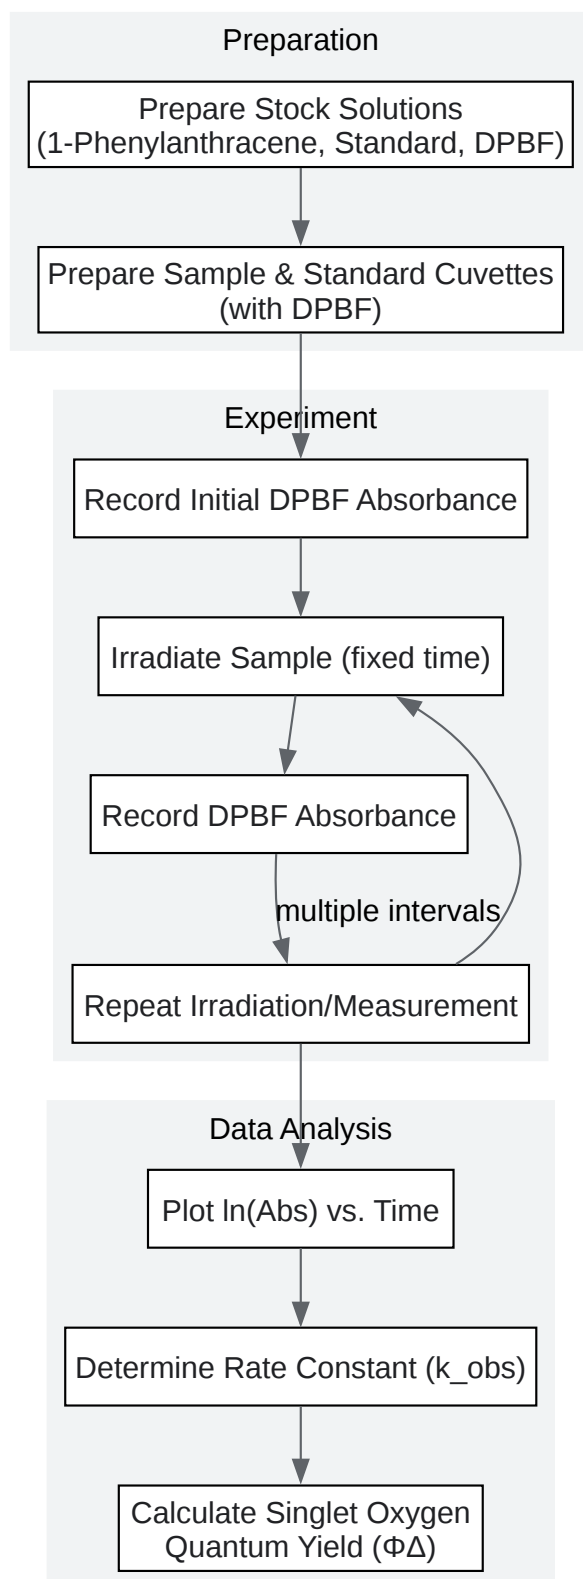 Preparation
Prepare Stock Solutions
(1-Phenylanthracene, Standard, DPBF)
Prepare Sample & Standard Cuvettes
(with DPBF)
Experiment
Record Initial DPBF Absorbance
Irradiate Sample (fixed time)
Record DPBF Absorbance
multiple intervals
Repeat Irradiation/Measurement
Data Analysis
Plot ln(Abs) vs. Time
Determine Rate Constant (k_obs)
Calculate Singlet Oxygen
Quantum Yield (ΦΔ)